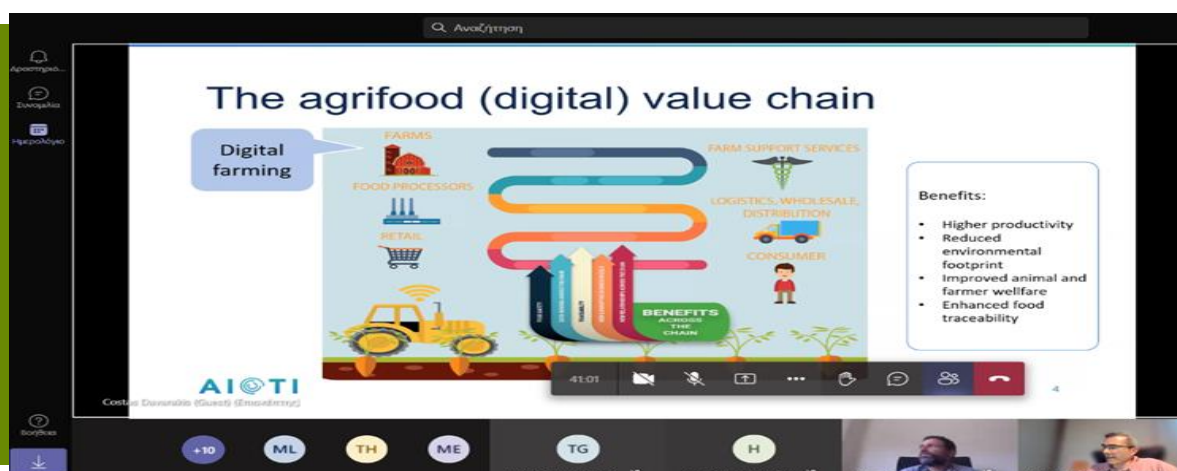 Αναζήτηση
Δραστηριό...
Συνομιλία
Ημερολόγιο
The agrifood (digital) value chain
Digital
farming
FARMS
FOOD PROCESSORS
RETAIL
FARM SUPPORT SERVICES
LOGISTICS, WHOLESALE,
DISTRIBUTION
CONSUMER
BENEFITS
ACROSS
THE
CHAIN
Benefits:
• Higher productivity
• Reduced
environmental
footprint
• Improved animal and
farmer wellfare
• Enhanced food
traceability
AIOTI
41:01
4
(Guest) (Επισκέπτης)
Βοήθεια
+10
ML
TH
ME
TG
H